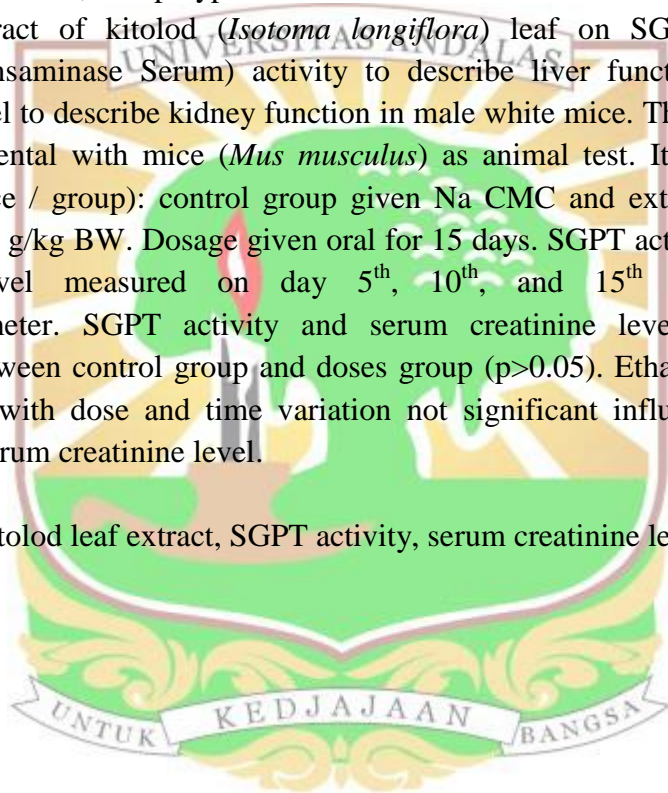 ract of kitolod (Isotoma longiflora) leaf on SG
UNIVERSITAS ANDALAS
nsaminase Serum) activity to describe liver funct
el to describe kidney function in male white mice. Th
ental with mice (Mus musculus) as animal test. It
ce / group): control group given Na CMC and ext
g/kg BW. Dosage given oral for 15 days. SGPT act
vel measured on day 5th, 10th, and 15th
neter. SGPT activity and serum creatinine leve
ween control group and doses group (p>0.05). Etha
with dose and time variation not significant influ
rum creatinine level.
tolod leaf extract, SGPT activity, serum creatinine le
UNTUK KEDJAJAAN BANGSA